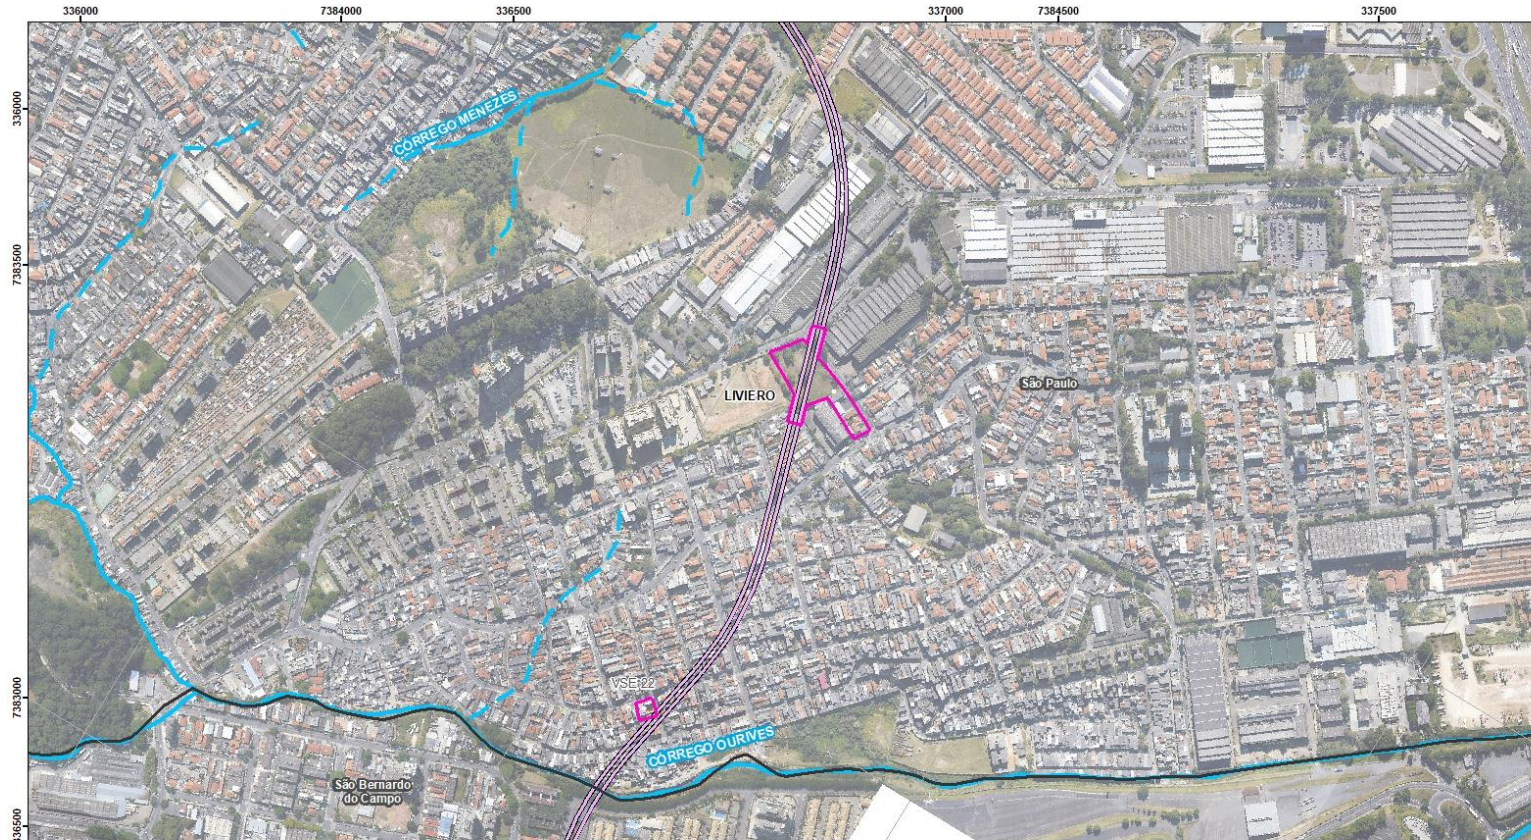 336000
7384000
336500
337000
7384500
337500
336000
CÓRREGO MENEZES
7383500
São Paulo
LIVIERO
VSE 22
7383000
CÓRREGO OURIVES
São Bernardo
do Campo
336500